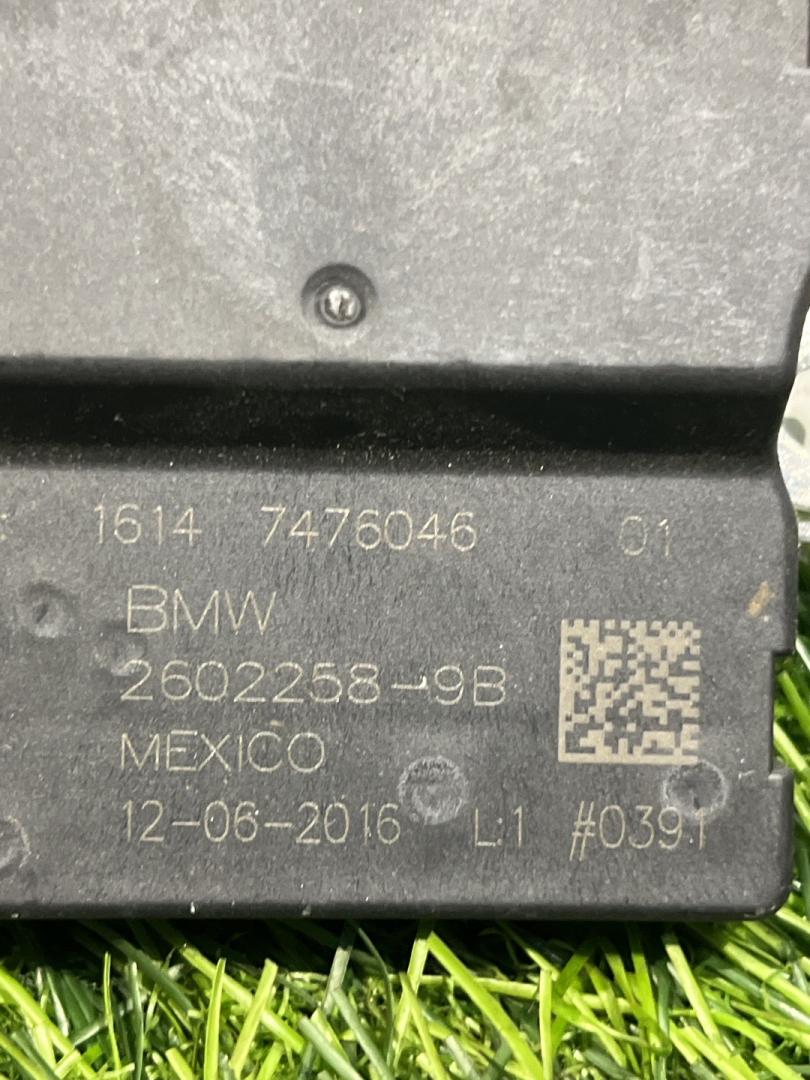 : 1614 7476046 01
BMW
2602258-9B
MEXICO
12-06-2016 L:1 #0391